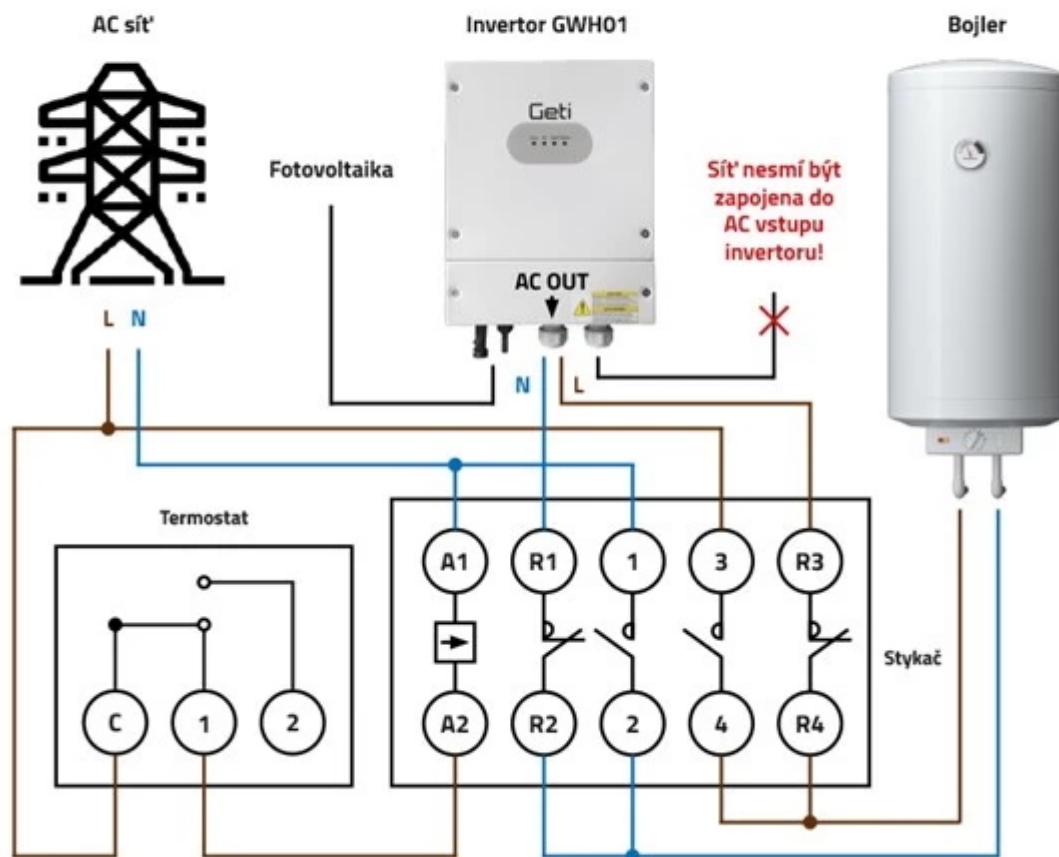 AC síť
Invertor GWH01
Bojler
Geti
Fotovoltaika
Síť nesmí být
zapojena do
AC vstupu
invertoru!
AC OUT
L N
N L
Termostat
A1 R1 1 3 R3
Stykač
C 1 2
A2 R2 2 4 R4